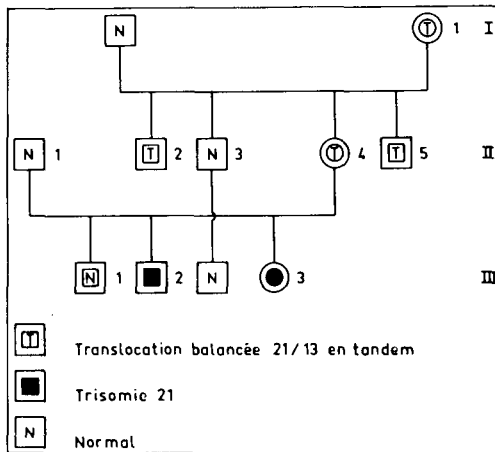 N T 1 I
N 1 T 2 N 3 T 4 T 5 II
N 1 2 N 3 III
T Translocation balancée 21/13 en tandem
Trisomie 21
N Normal